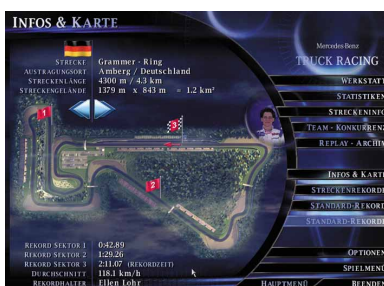 INFOS & KARTE
STRECKE Grammer - Ring
AUSTRAGUNGSORT Amberg / Deutschland
STRECKENLÄNGE 4300 m / 4.3 km
STRECKENGELÄNDE 1379 m x 843 m = 1.2 km²
1
3
2
REKORD SEKTOR 1 0:42.89
REKORD SEKTOR 2 1:29.26
REKORD SEKTOR 3 2:11.07 (REKORDZEIT)
DURCHSCHNITT 118.1 km/h
REKORDHALTER Ellen Lohr
Mercedes-Benz
TRUCK RACING
WERKSTATT
STATISTIKEN
STRECKENINFO
TEAM - KONKURRENZ
REPLAY - ARCHIV
INFOS & KARTE
STRECKENREKORDE
STANDARD-REKORDE
STANDARD-REKORDE
OPTIONEN
SPIELMENÜ
HAUPTMENÜ BEENDEN